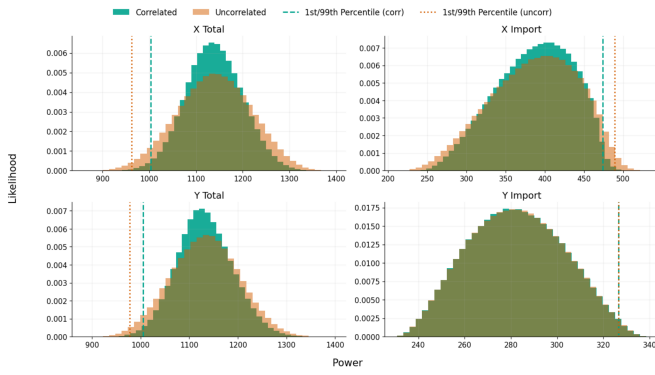 Correlated Uncorrelated 1st/99th Percentile (corr) 1st/99th Percentile (uncorr)
X Total
0.006
0.005
0.004
0.003
0.002
0.001
0.000
900 1000 1100 1200 1300 1400
X Import
0.007
0.006
0.005
0.004
0.003
0.002
0.001
0.000
200 250 300 350 400 450 500
Likelihood
Y Total
0.007
0.006
0.005
0.004
0.003
0.002
0.001
0.000
900 1000 1100 1200 1300 1400
Y Import
0.0175
0.0150
0.0125
0.0100
0.0075
0.0050
0.0025
0.0000
240 260 280 300 320 340
Power